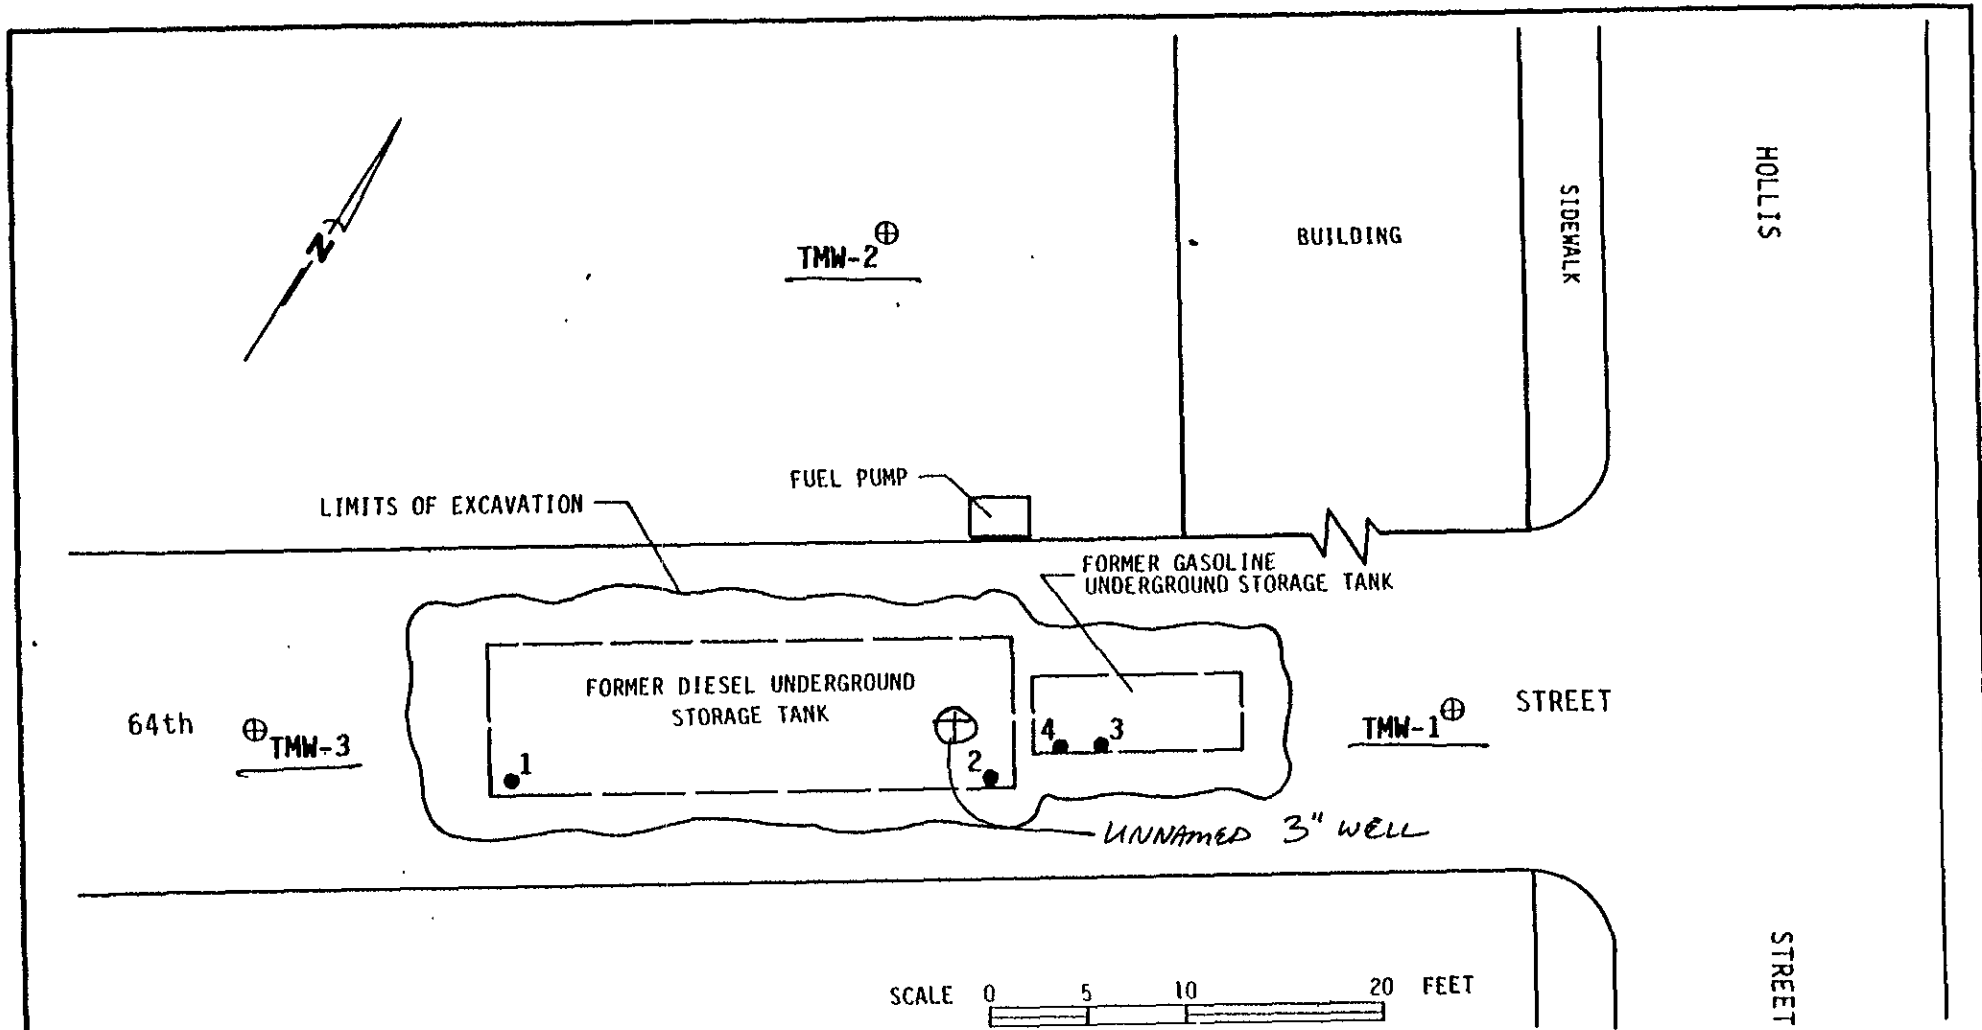 HOLLIS
SIDEWALK
BUILDING
TMW-2
N
FUEL PUMP
LIMITS OF EXCAVATION
FORMER GASOLINE
UNDERGROUND STORAGE TANK
FORMER DIESEL UNDERGROUND
STORAGE TANK
64th
TMW-3
1
2
4
3
TMW-1
STREET
UNNAMED 3" WELL
STREET
SCALE 0 5 10 20 FEET